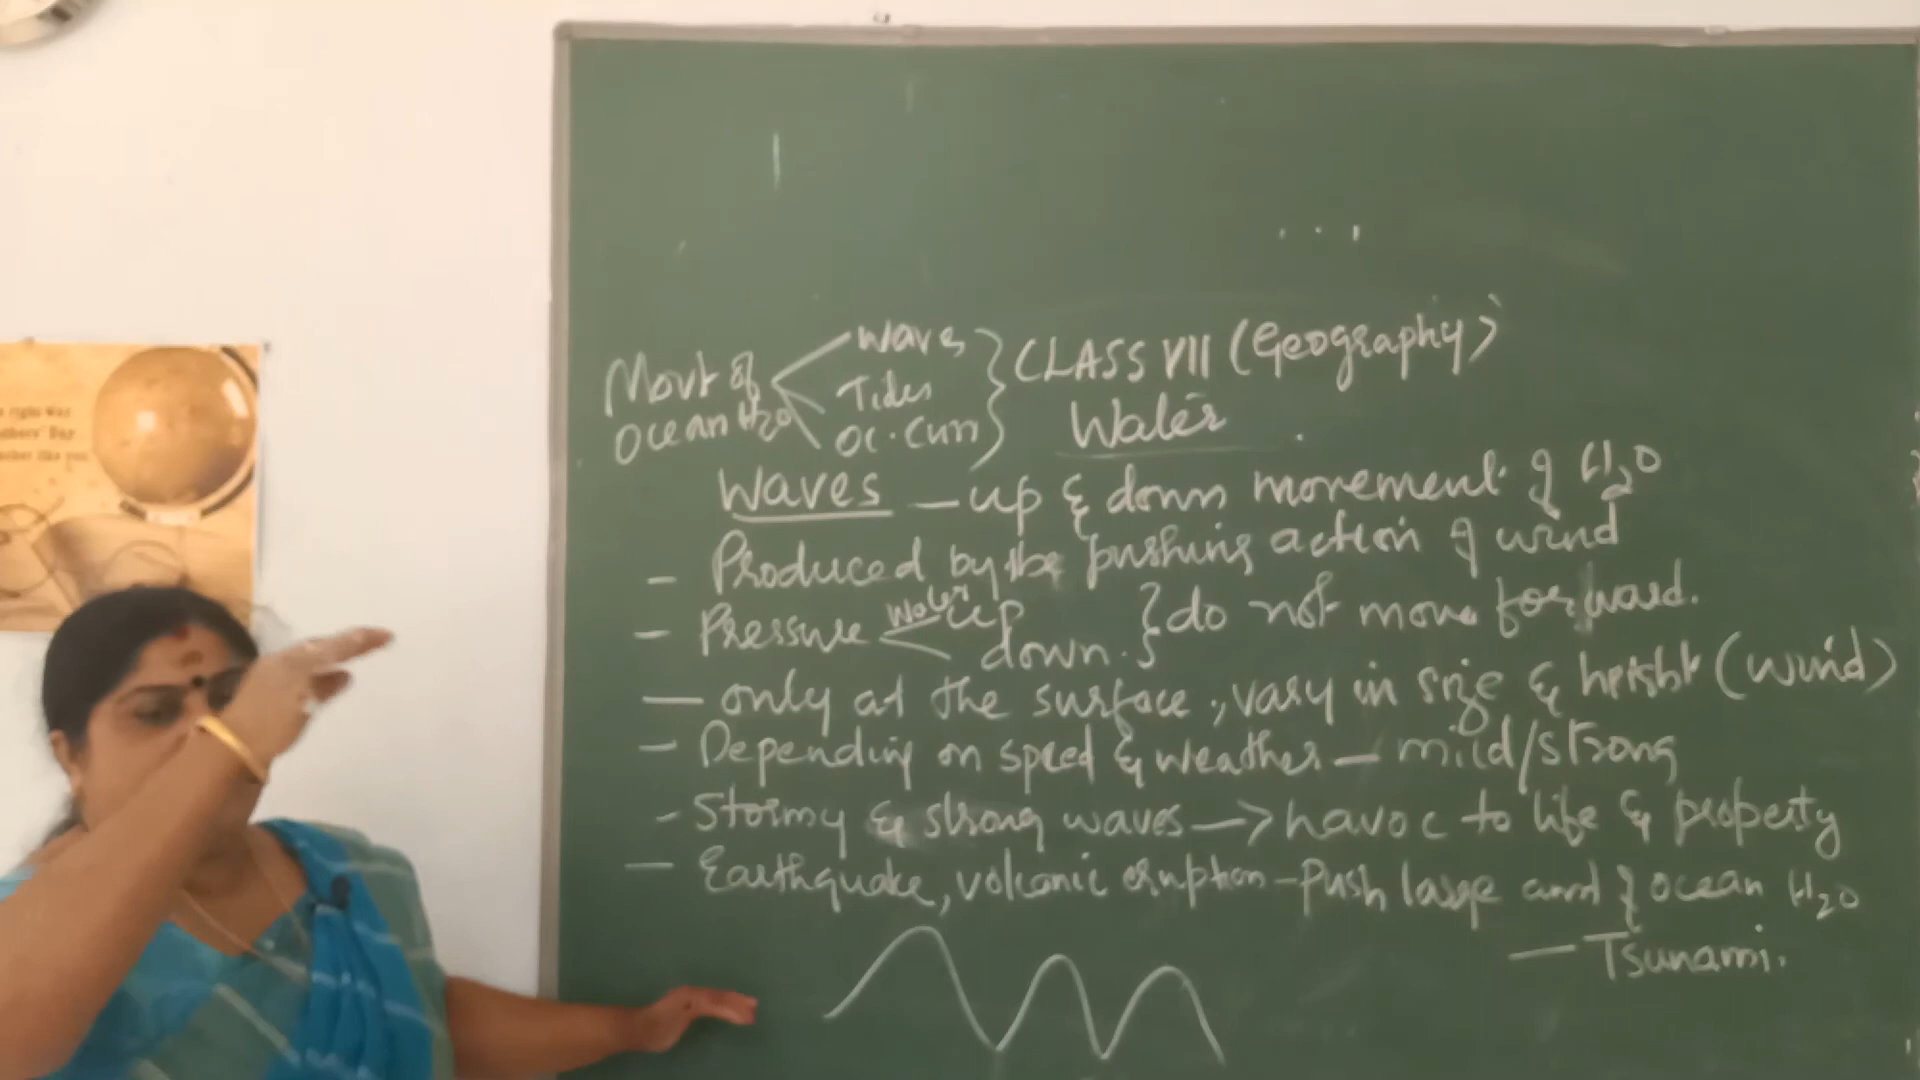 Movt of
Ocean H2O
Waves
Tides
Oc. Curr
CLASS VII (Geography)
Water
Waves — up & down movement of H2O
- Produced by the pushing action of wind
- Pressure Water up
down. } do not move forward.
— only at the surface, vary in size & height (wind)
- Depending on speed & weather — mild/strong
- Stormy & strong waves → havoc to life & property
- Earthquake, volcanic eruption - Push large amt of ocean H2O
— Tsunami.